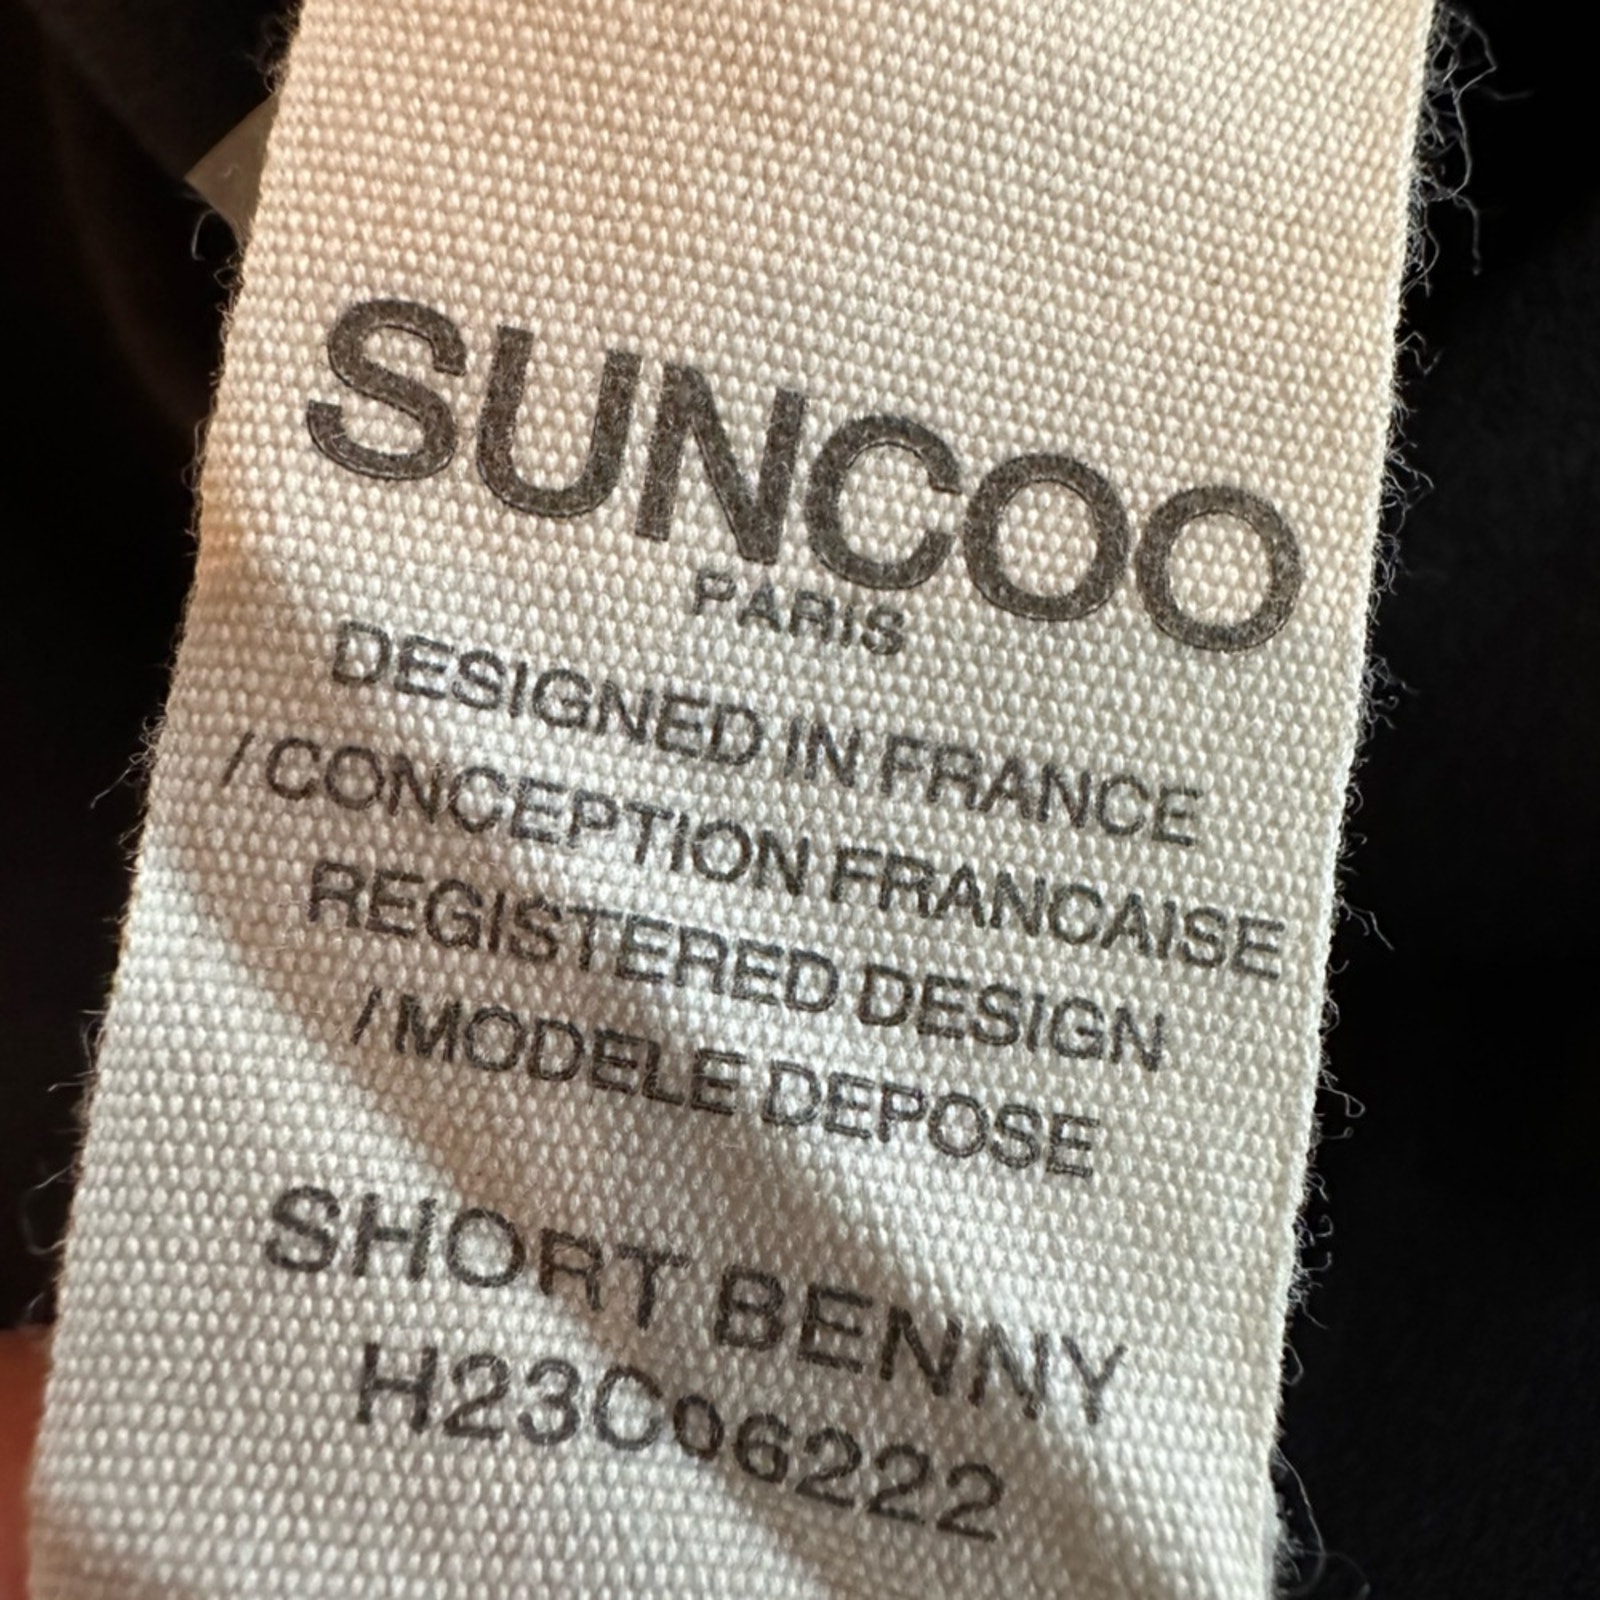 SUNCOO
PARIS
DESIGNED IN FRANCE
/ CONCEPTION FRANCAISE
REGISTERED DESIGN
/ MODELE DEPOSE
SHORT BENNY
H23C06222